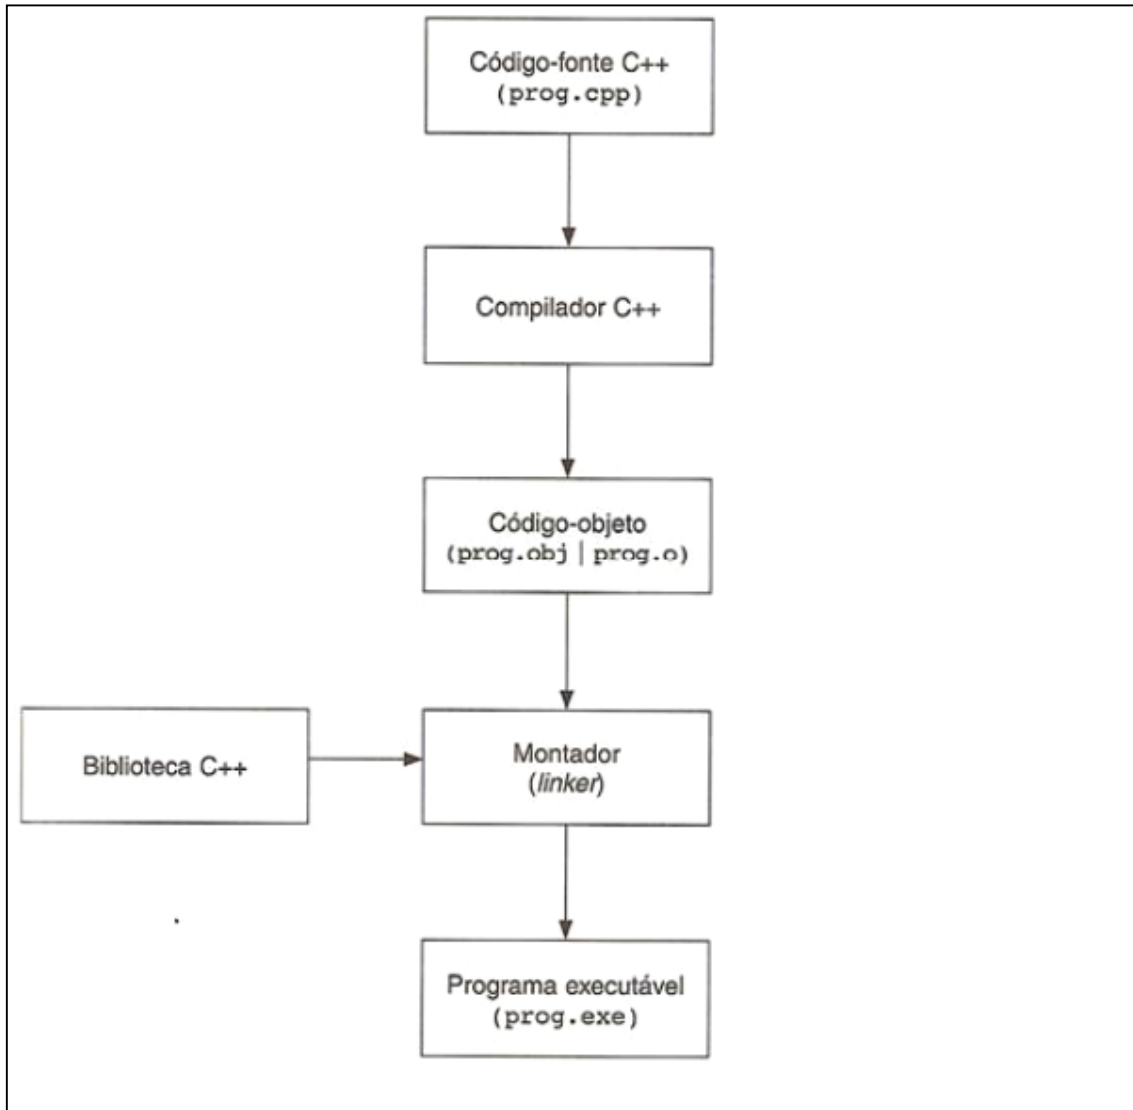 Código-fonte C++
(prog.cpp)
Compilador C++
Código-objeto
(prog.obj | prog.o)
Biblioteca C++
Montador
(linker)
Programa executável
(prog.exe)